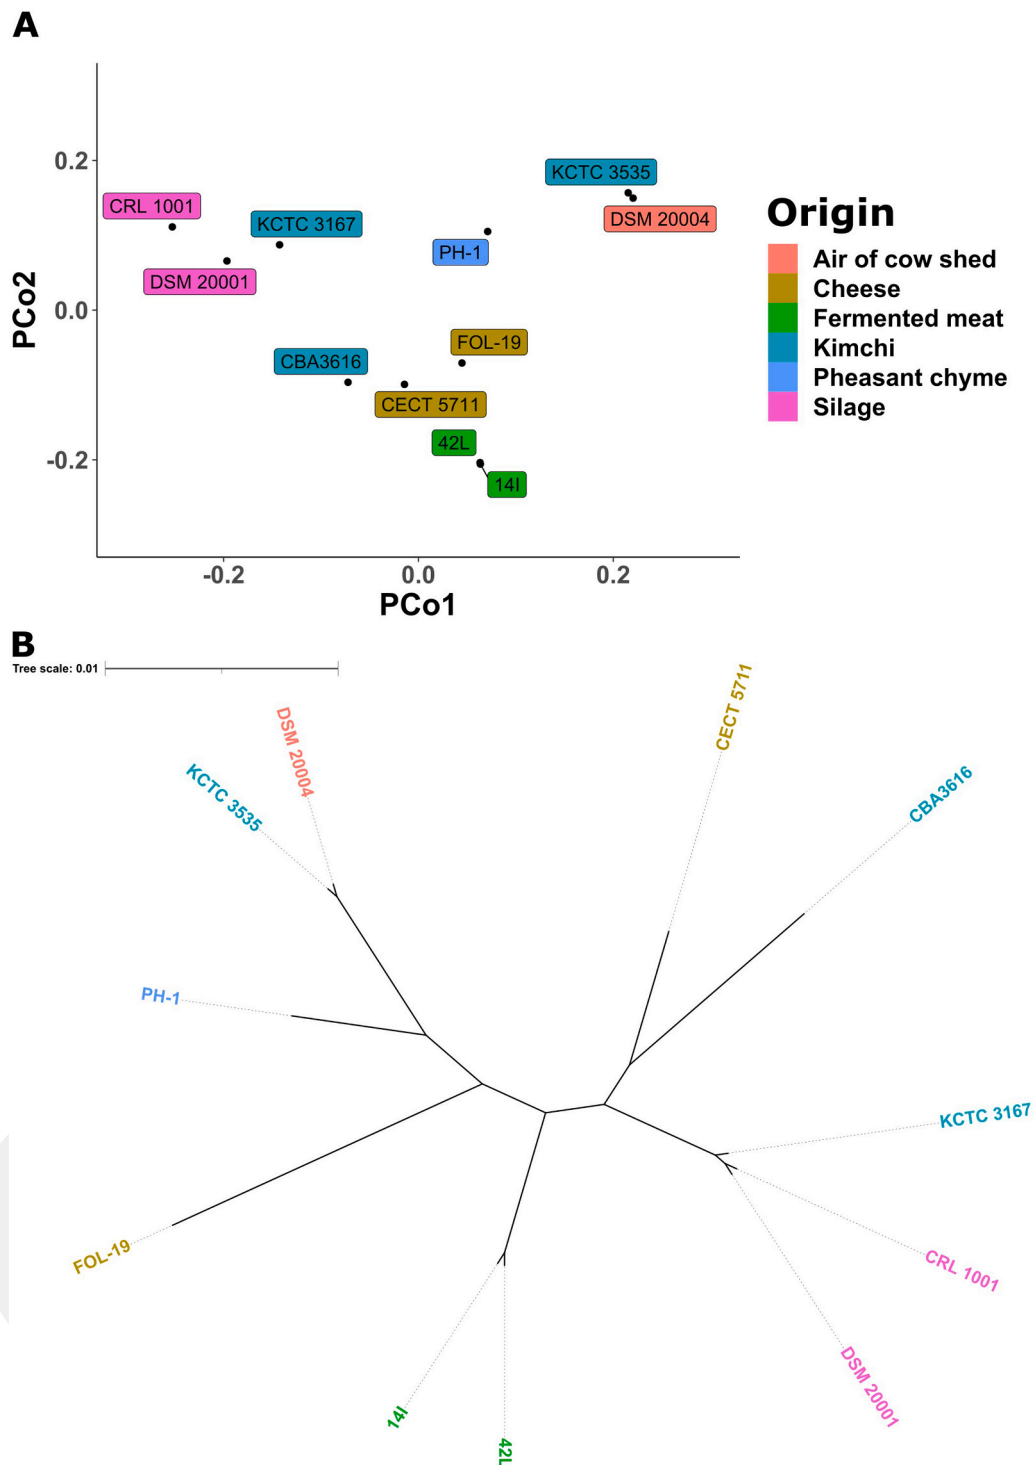 A
PCo2
0.2
0.0
-0.2
CRL 1001
KCTC 3167
DSM 20001
KCTC 3535
DSM 20004
PH-1
FOL-19
CBA3616
CECT 5711
42L
14I
-0.2
0.0
0.2
PCo1
Origin
Air of cow shed
Cheese
Fermented meat
Kimchi
Pheasant chyme
Silage
B
Tree scale: 0.01
DSM 20004
KCTC 3535
CECT 5711
CBA3616
PH-1
KCTC 3167
FOL-19
CRL 1001
DSM 20001
14I
42L